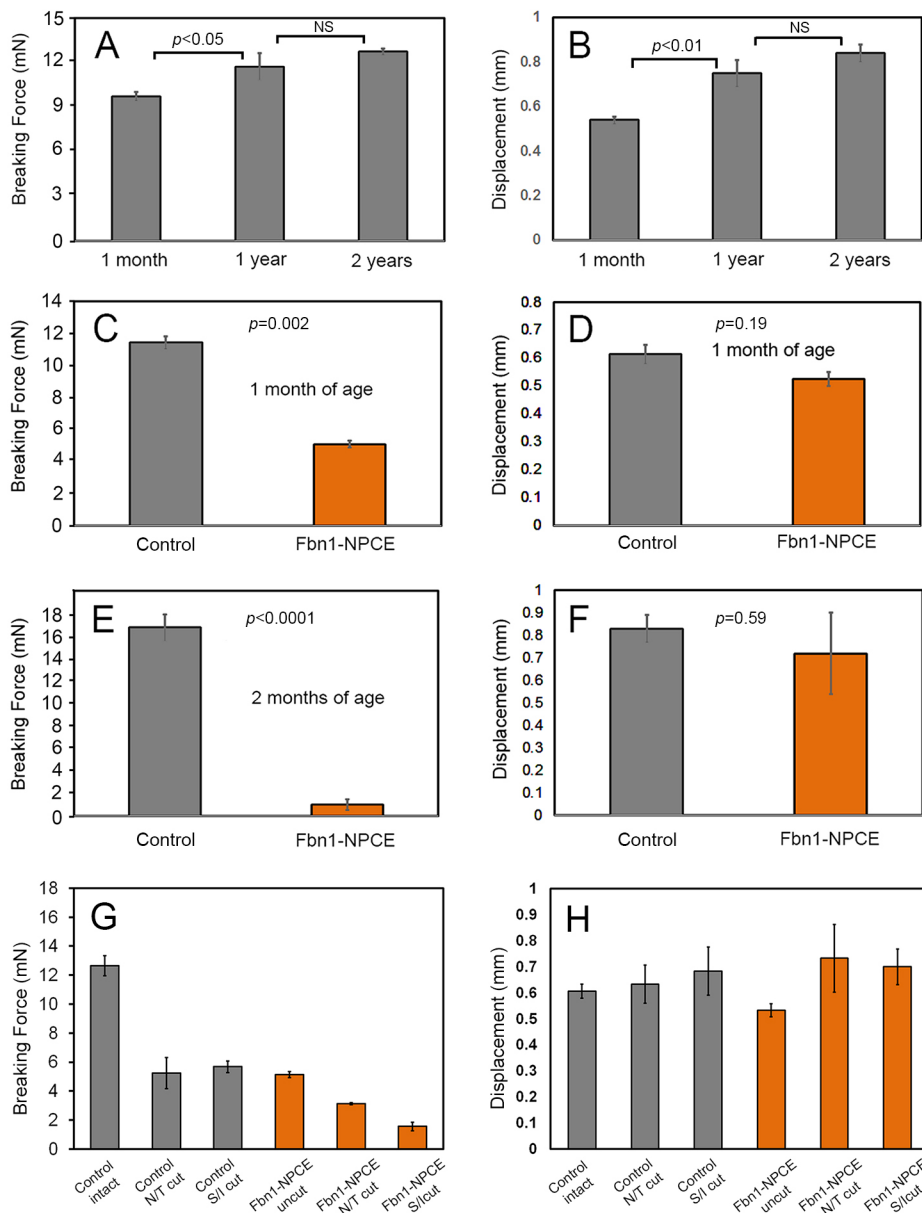 A
Breaking Force (mN)
15
12
9
6
3
0
p<0.05
NS
1 month
1 year
2 years
B
Displacement (mm)
1
0.8
0.6
0.4
0.2
0
p<0.01
NS
1 month
1 year
2 years
C
Breaking Force (mN)
14
12
10
8
6
4
2
0
p=0.002
1 month of age
Control
Fbn1-NPCE
D
Displacement (mm)
0.8
0.7
0.6
0.5
0.4
0.3
0.2
0.1
0
p=0.19
1 month of age
Control
Fbn1-NPCE
E
Breaking Force (mN)
18
16
14
12
10
8
6
4
2
0
p<0.0001
2 months of age
Control
Fbn1-NPCE
F
Displacement (mm)
1
0.9
0.8
0.7
0.6
0.5
0.4
0.3
0.2
0.1
0
p=0.59
Control
Fbn1-NPCE
G
Breaking Force (mN)
18
16
14
12
10
8
6
4
2
0
Control
intact
Control
N/T cut
Control
S/I cut
Fbn1-NPCE
uncut
Fbn1-NPCE
N/T cut
Fbn1-NPCE
S/Icut
H
Displacement (mm)
1
0.9
0.8
0.7
0.6
0.5
0.4
0.3
0.2
0.1
0
Control
intact
Control
N/T cut
Control
S/I cut
Fbn1-NPCE
uncut
Fbn1-NPCE
N/T cut
Fbn1-NPCE
S/Icut